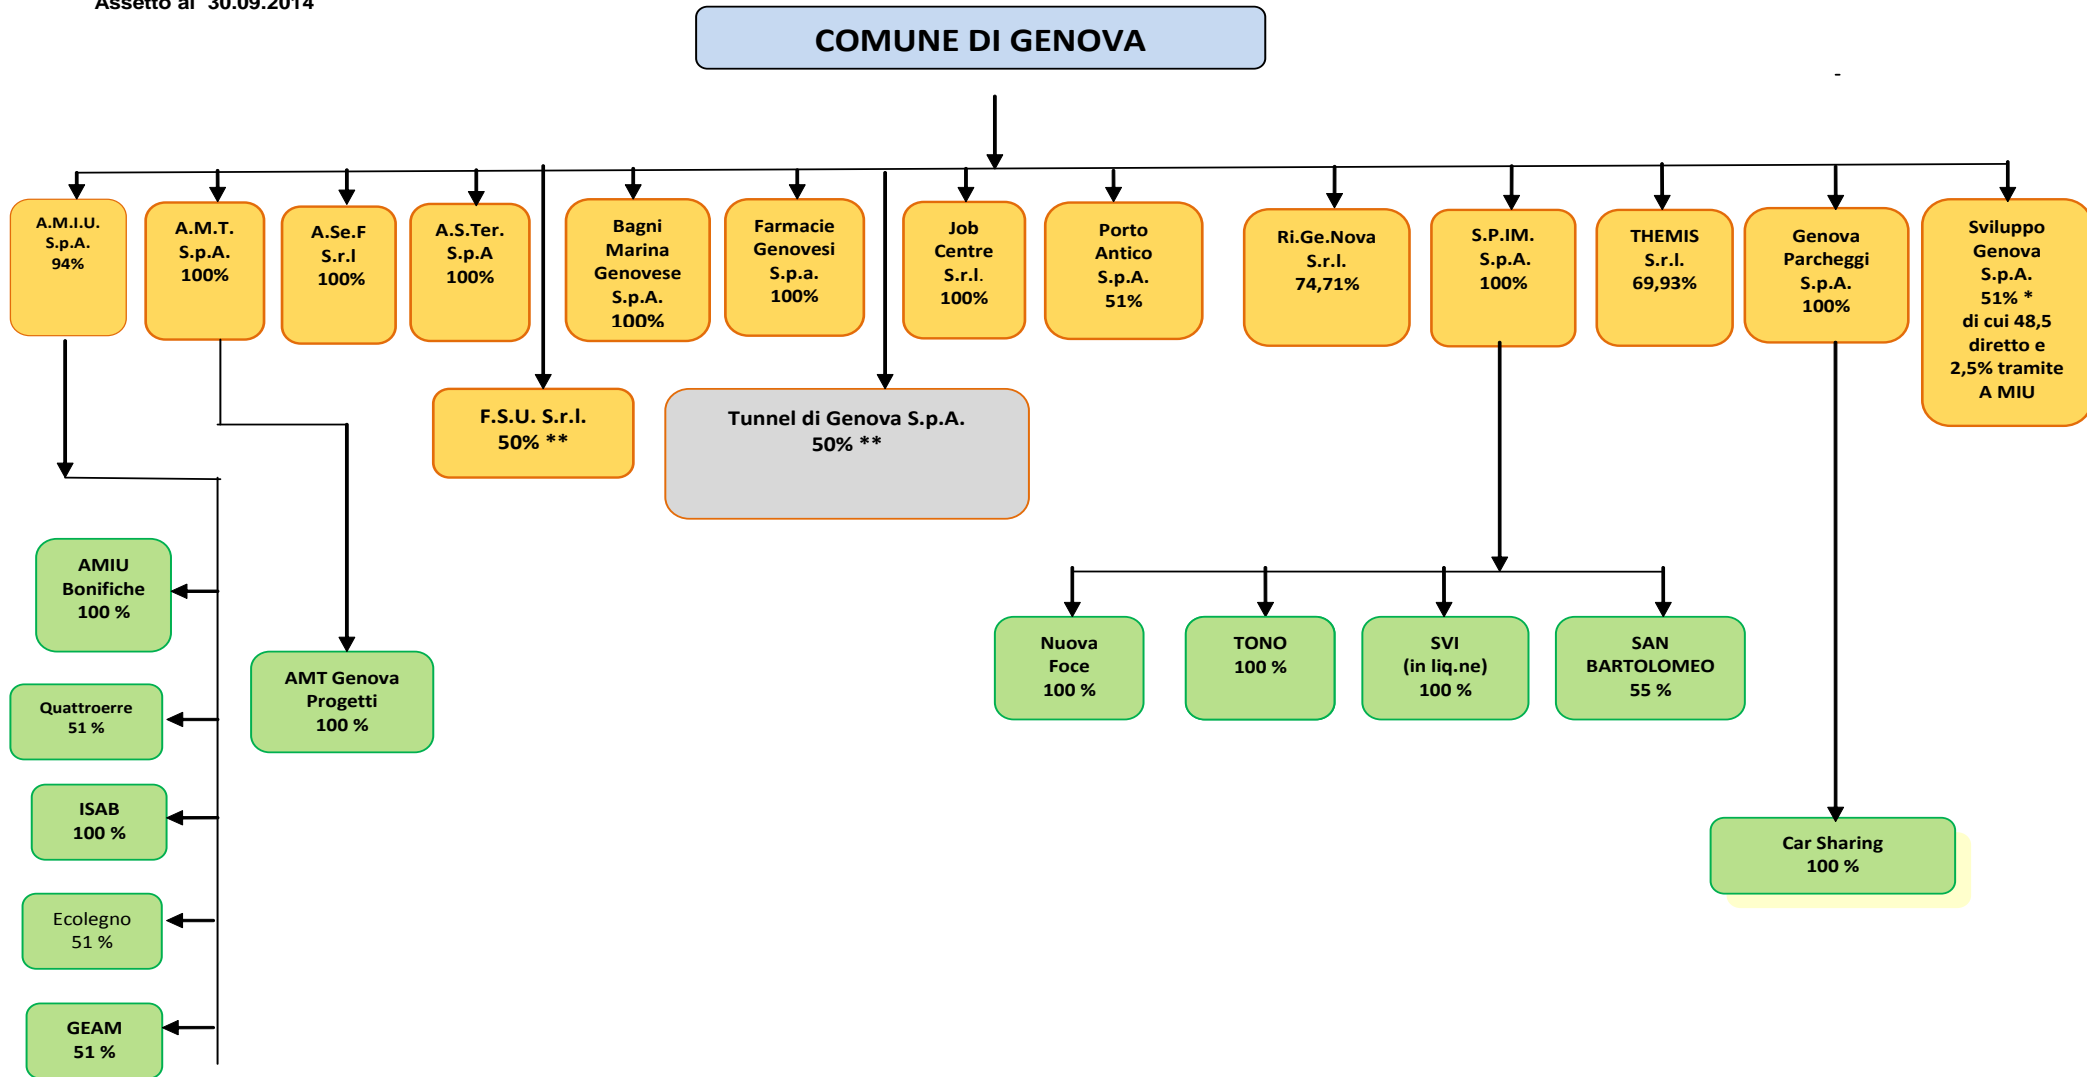 Assetto al 30.09.2014
COMUNE DI GENOVA
-
A.M.I.U.
S.p.A.
94%
A.M.T.
S.p.A.
100%
A.Se.F
S.r.l
100%
A.S.Ter.
S.p.A
100%
Bagni
Marina
Genovese
S.p.A.
100%
Farmacie
Genovesi
S.p.a.
100%
Job
Centre
S.r.l.
100%
Porto
Antico
S.p.A.
51%
Ri.Ge.Nova
S.r.l.
74,71%
S.P.IM.
S.p.A.
100%
THEMIS
S.r.l.
69,93%
Genova
Parcheggi
S.p.A.
100%
Sviluppo
Genova
S.p.A.
51% *
di cui 48,5
diretto e
2,5% tramite
A MIU
F.S.U. S.r.l.
50% **
Tunnel di Genova S.p.A.
50% **
AMIU
Bonifiche
100 %
Quattroerre
51 %
ISAB
100 %
Ecolegno
51 %
GEAM
51 %
AMT Genova
Progetti
100 %
Nuova
Foce
100 %
TONO
100 %
SVI
(in liq.ne)
100 %
SAN
BARTOLOMEO
55 %
Car Sharing
100 %